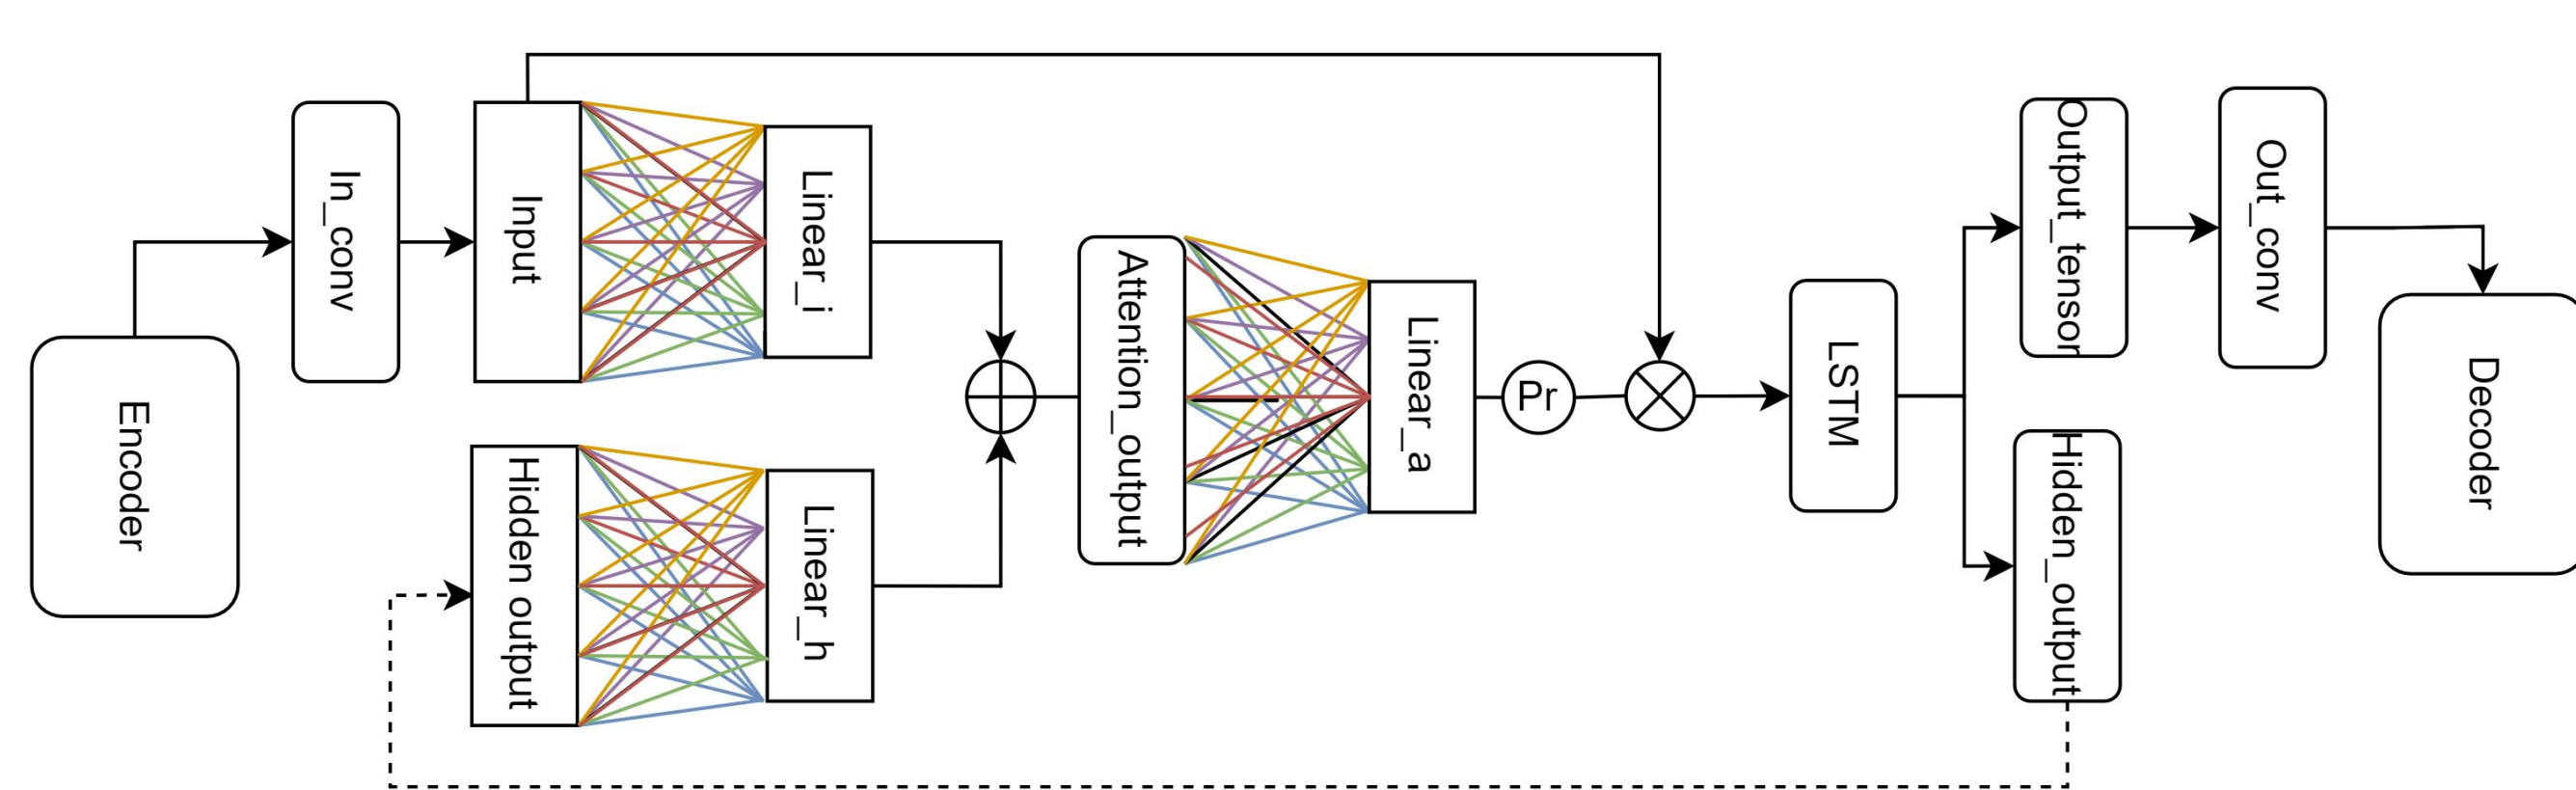 Encoder
In_conv
Input
Linear_i
Hidden output
Linear_h
Attention_output
Linear_a
Pr
LSTM
Output_tensor
Hidden_output
Out_conv
Decoder